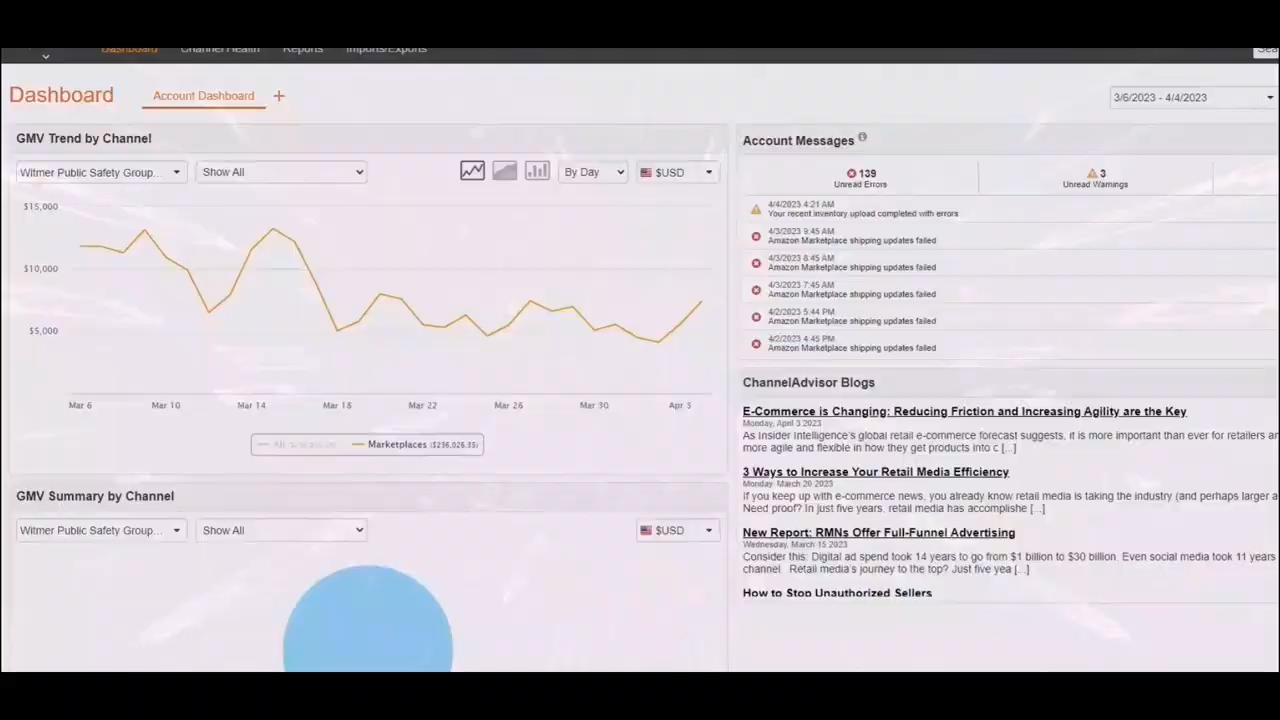 Dashboard Channel Health Reports Imports/Exports
Sea
Dashboard
Account Dashboard +
3/6/2023 - 4/4/2023
GMV Trend by Channel
Witmer Public Safety Group...
Show All
By Day
$USD
$15,000
$10,000
$5,000
Mar 6 Mar 10 Mar 14 Mar 18 Mar 22 Mar 26 Mar 30 Apr 3
Marketplaces ($236,026.35)
GMV Summary by Channel
Witmer Public Safety Group...
Show All
$USD
Account Messages
139
Unread Errors
3
Unread Warnings
4/4/2023 4:21 AM
Your recent inventory upload completed with errors
4/3/2023 9:45 AM
Amazon Marketplace shipping updates failed
4/3/2023 8:45 AM
Amazon Marketplace shipping updates failed
4/3/2023 7:45 AM
Amazon Marketplace shipping updates failed
4/2/2023 5:44 PM
Amazon Marketplace shipping updates failed
4/2/2023 4:45 PM
Amazon Marketplace shipping updates failed
ChannelAdvisor Blogs
E-Commerce is Changing: Reducing Friction and Increasing Agility are the Key
Monday, April 3 2023
As Insider Intelligence's global retail e-commerce forecast suggests, it is more important than ever for retailers an
more agile and flexible in how they get products into c [...]
3 Ways to Increase Your Retail Media Efficiency
Monday, March 20 2023
If you keep up with e-commerce news, you already know retail media is taking the industry (and perhaps larger a
Need proof? In just five years, retail media has accomplishe [...]
New Report: RMNs Offer Full-Funnel Advertising
Wednesday, March 15 2023
Consider this: Digital ad spend took 14 years to go from $1 billion to $30 billion. Even social media took 11 years
channel. Retail media's journey to the top? Just five yea [...]
How to Stop Unauthorized Sellers